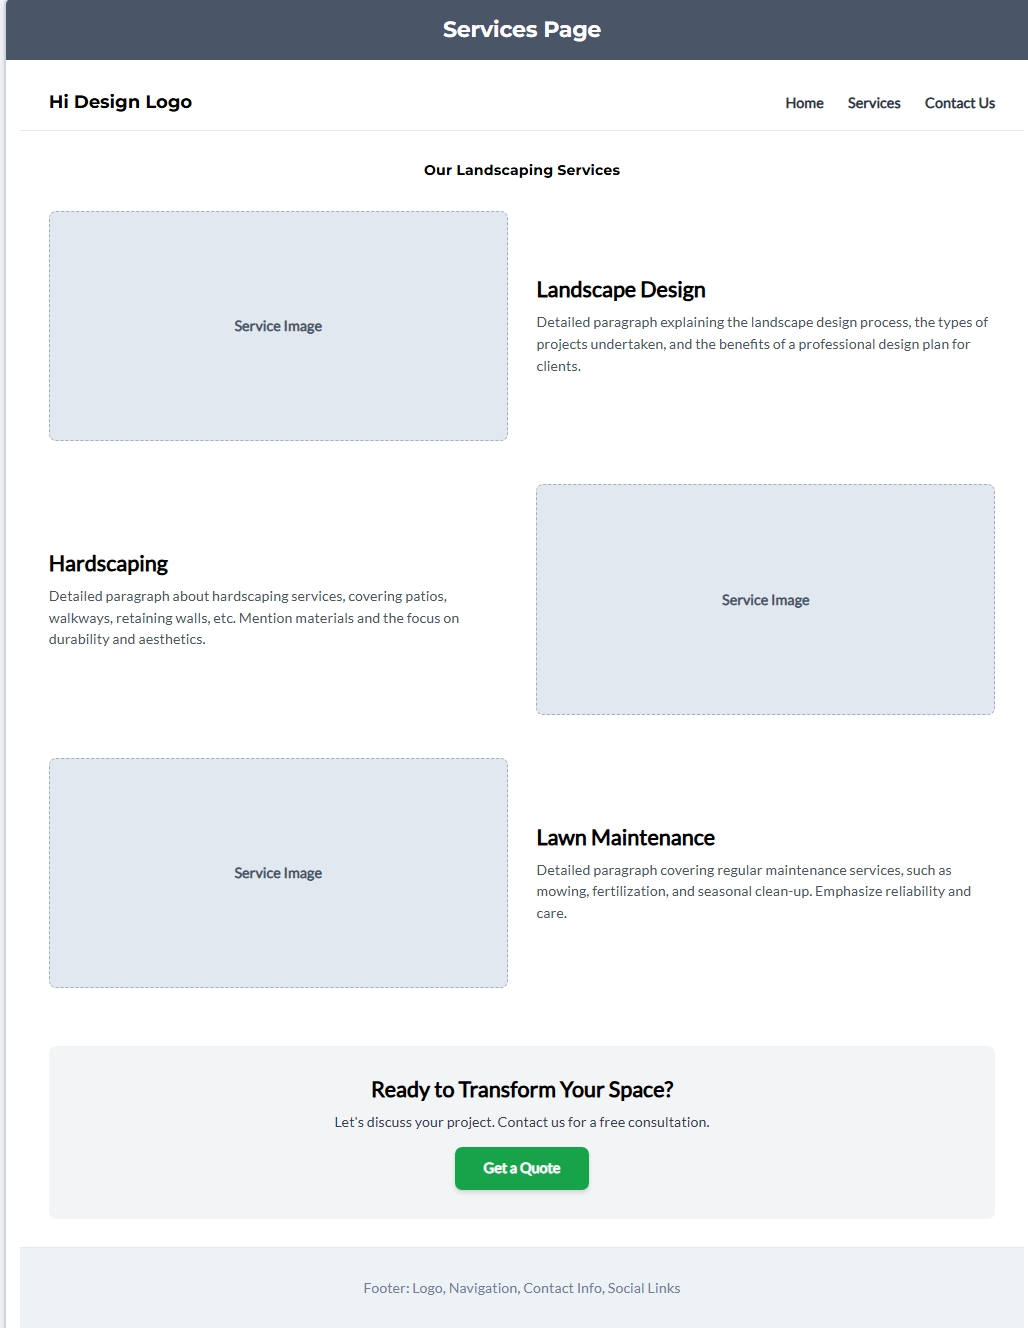 Services Page
Hi Design Logo
Home Services Contact Us
Our Landscaping Services
Service Image
Landscape Design
Detailed paragraph explaining the landscape design process, the types of
projects undertaken, and the benefits of a professional design plan for
clients.
Hardscaping
Detailed paragraph about hardscaping services, covering patios,
walkways, retaining walls, etc. Mention materials and the focus on
durability and aesthetics.
Service Image
Service Image
Lawn Maintenance
Detailed paragraph covering regular maintenance services, such as
mowing, fertilization, and seasonal clean-up. Emphasize reliability and
care.
Ready to Transform Your Space?
Let's discuss your project. Contact us for a free consultation.
Get a Quote
Footer: Logo, Navigation, Contact Info, Social Links